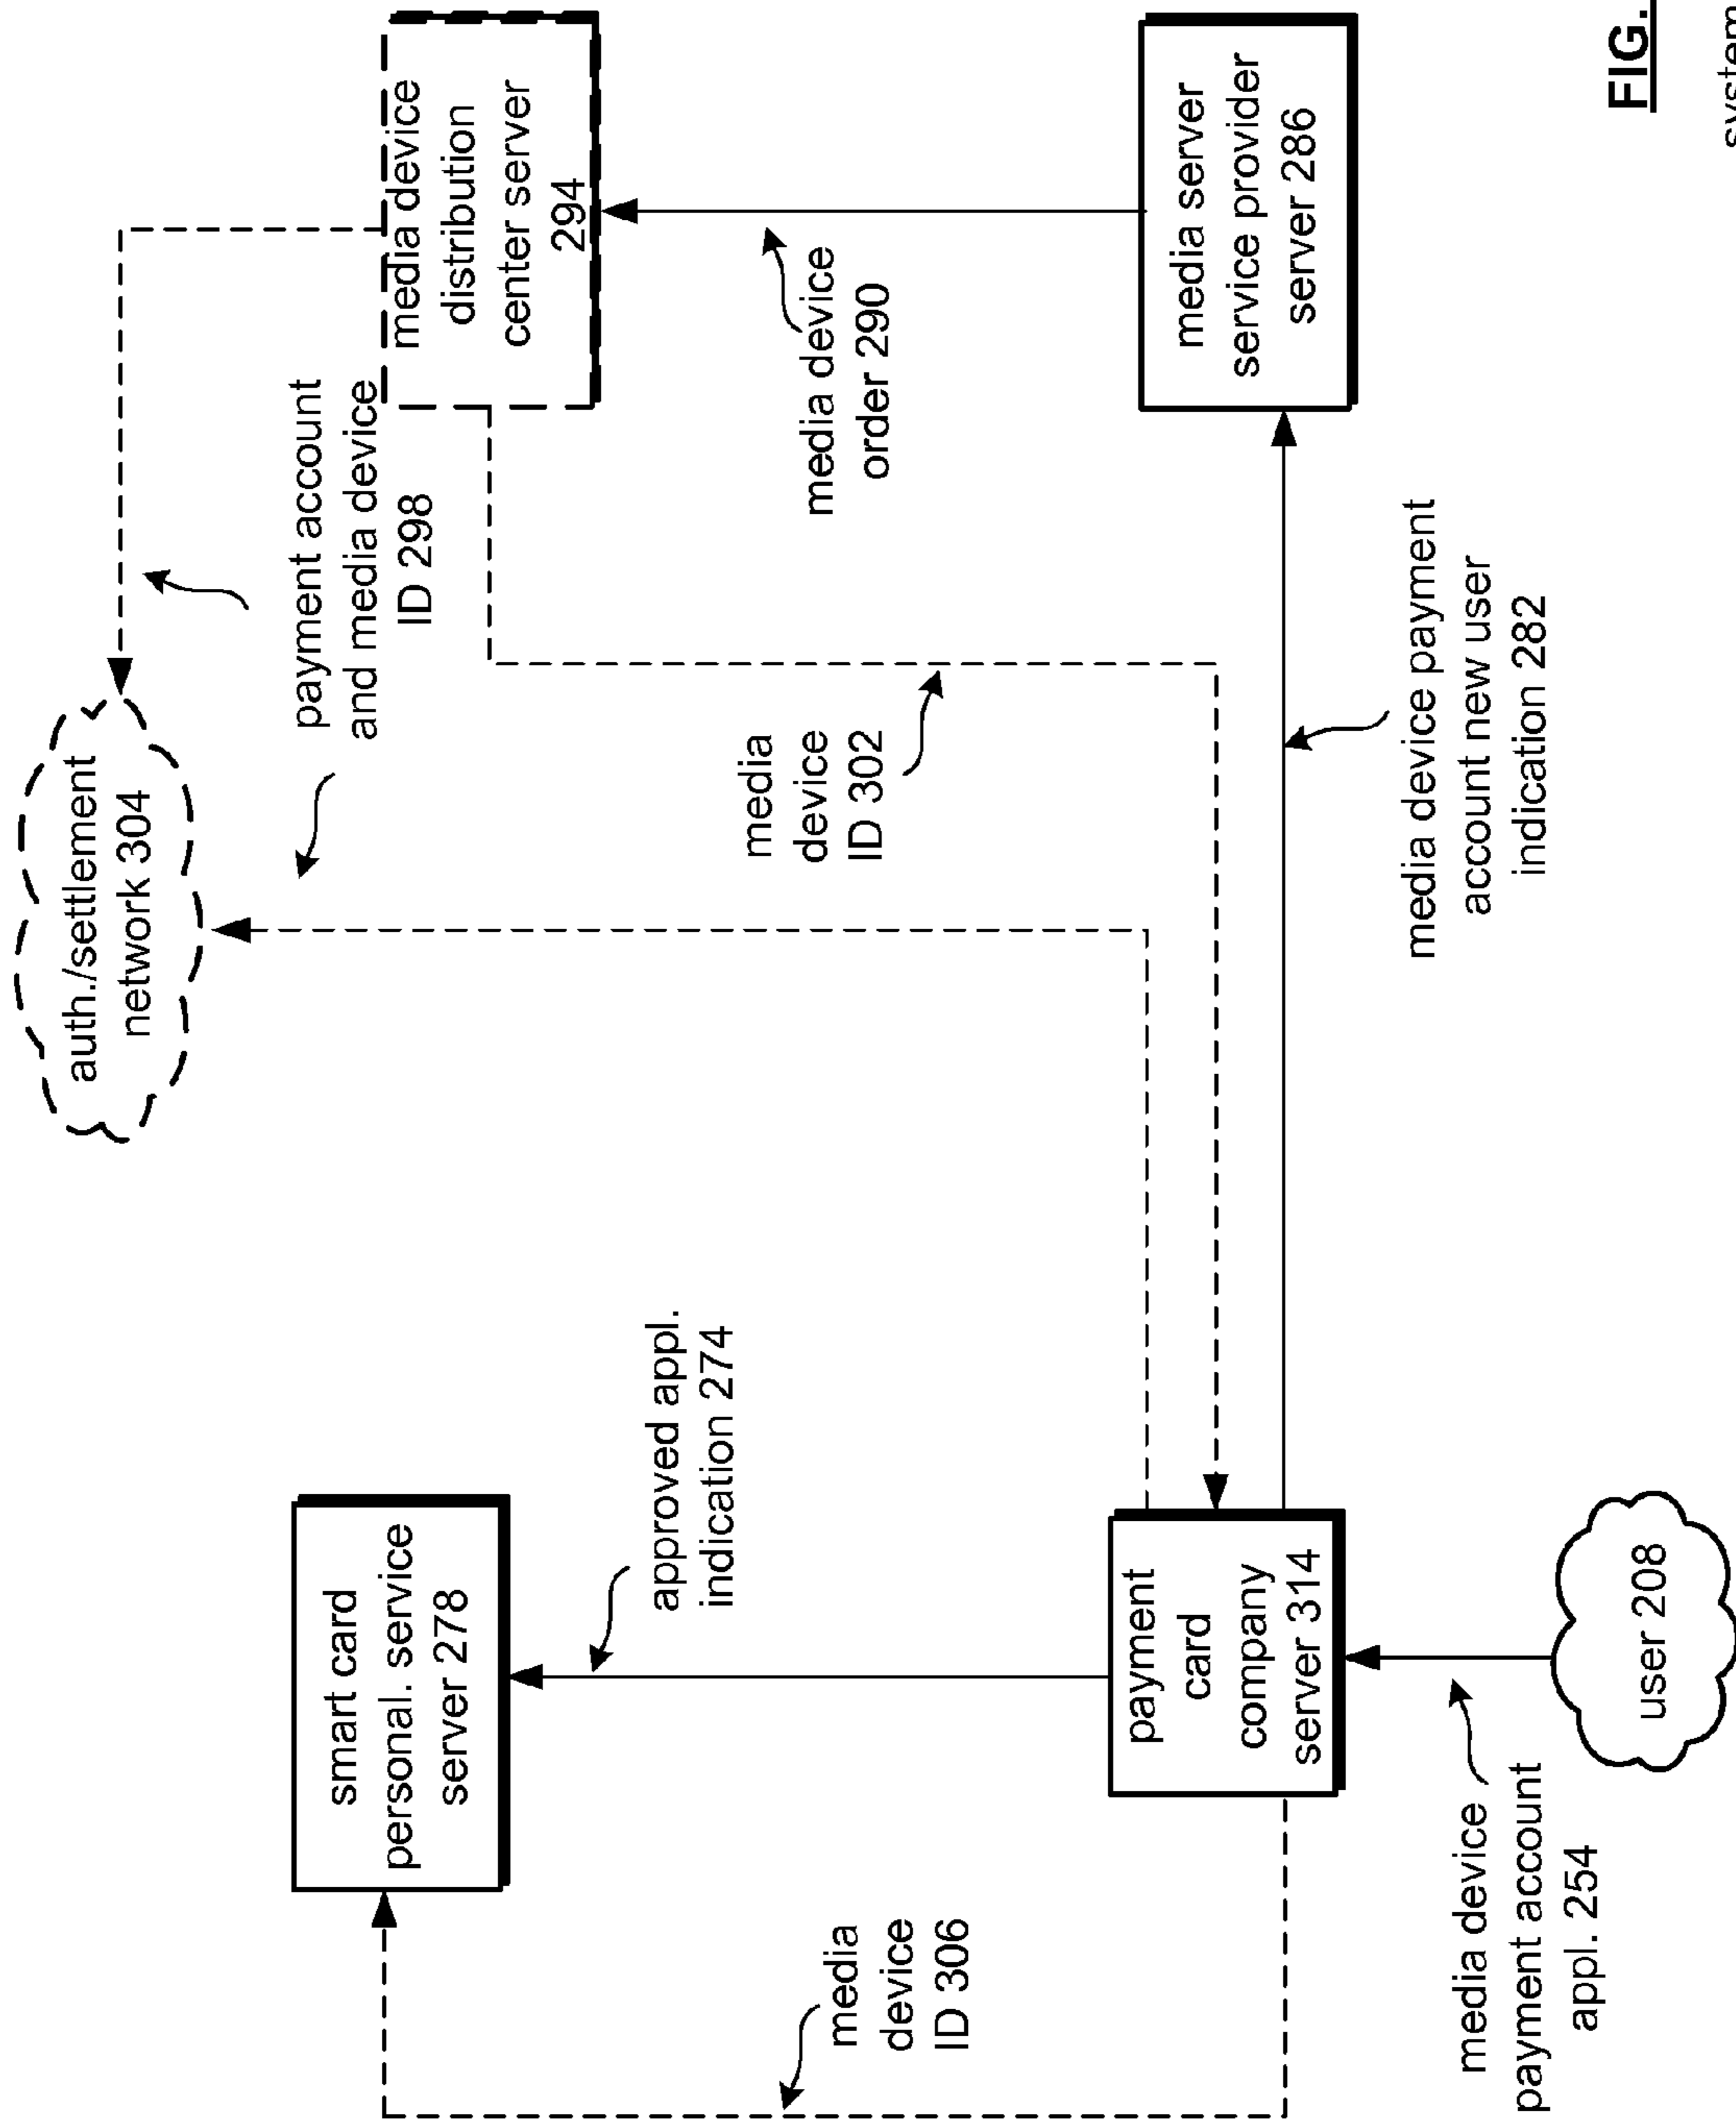 smart card
personal. service
server 278
media
device
ID 306
approved appl.
indication 274
payment
card
company
server 314
media device
payment account
appl. 254
user 208
auth./settlement
network 304
payment account
and media device
ID 298
media
device
ID 302
media device
distribution
center server
294
media device
order 290
media server
service provider
server 286
media device payment
account new user
indication 282
FIG.
system